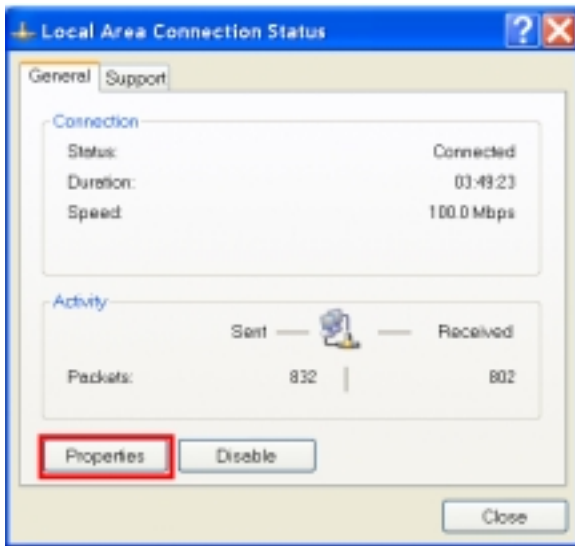 Local Area Connection Status
General Support
Connection
Status: Connected
Duration: 03:49:23
Speed: 100.0 Mbps
Activity
Sent Received
Packets: 832 802
Properties Disable
Close